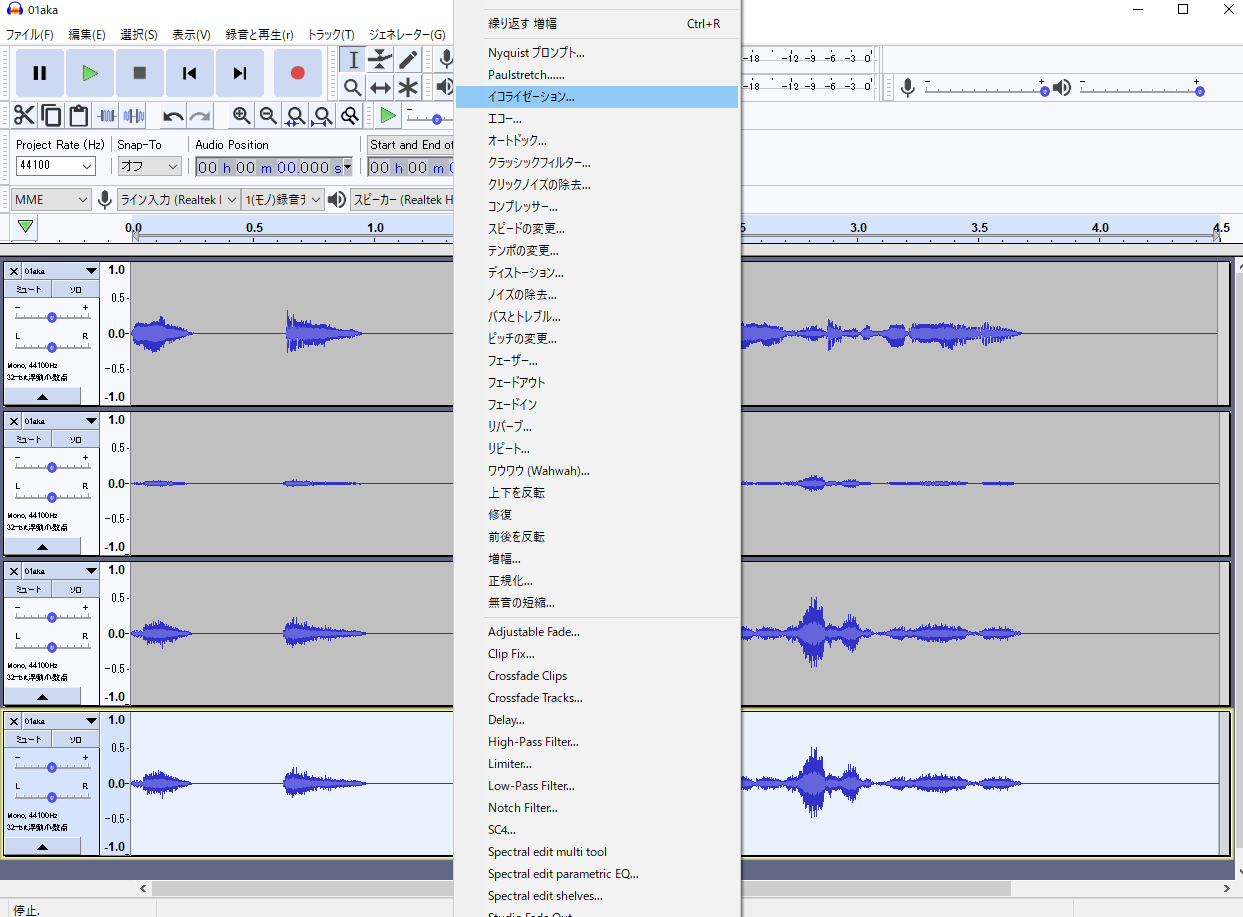 01aka
ファイル(F) 編集(E) 選択(S) 表示(V) 録音と再生(r) トラック(T) ジェネレーター(G)
-18 -12 -9 -6 -3 0
-18 -12 -9 -6 -3 0
Project Rate (Hz) Snap-To Audio Position Start and End of
44100 オフ 00 h 00 m 00.000 s 00 h 00 m
MME ライン入力 (Realtek 1(モノ)録音チ スピーカー (Realtek H
0.0 0.5 1.0 3.0 3.5 4.0 4.5
01aka
ミュート ソロ
- +
L R
Mono, 44100Hz
32-bit 浮動小数点
1.0
0.5-
0.0-
-0.5-
-1.0
01aka
ミュート ソロ
- +
L R
Mono, 44100Hz
32-bit 浮動小数点
1.0
0.5-
0.0-
-0.5-
-1.0
01aka
ミュート ソロ
- +
L R
Mono, 44100Hz
32-bit 浮動小数点
1.0
0.5-
0.0-
-0.5-
-1.0
01aka
ミュート ソロ
- +
L R
Mono, 44100Hz
32-bit 浮動小数点
1.0
0.5-
0.0-
-0.5-
-1.0
停止.
繰り返す 増幅 Ctrl+R
Nyquist プロンプト...
Paulstretch......
イコライゼーション...
エコー...
オートドック...
クラッシックフィルター...
クリックノイズの除去...
コンプレッサー...
スピードの変更...
テンポの変更...
ディストーション...
ノイズの除去...
バスとトレブル...
ピッチの変更...
フェーザー...
フェードアウト
フェードイン
リバーブ...
リピート...
ワウワウ (Wahwah)...
上下を反転
修復
前後を反転
増幅...
正規化...
無音の短縮...
Adjustable Fade...
Clip Fix...
Crossfade Clips
Crossfade Tracks...
Delay...
High-Pass Filter...
Limiter...
Low-Pass Filter...
Notch Filter...
SC4...
Spectral edit multi tool
Spectral edit parametric EQ...
Spectral edit shelves...
Studio Fade Out